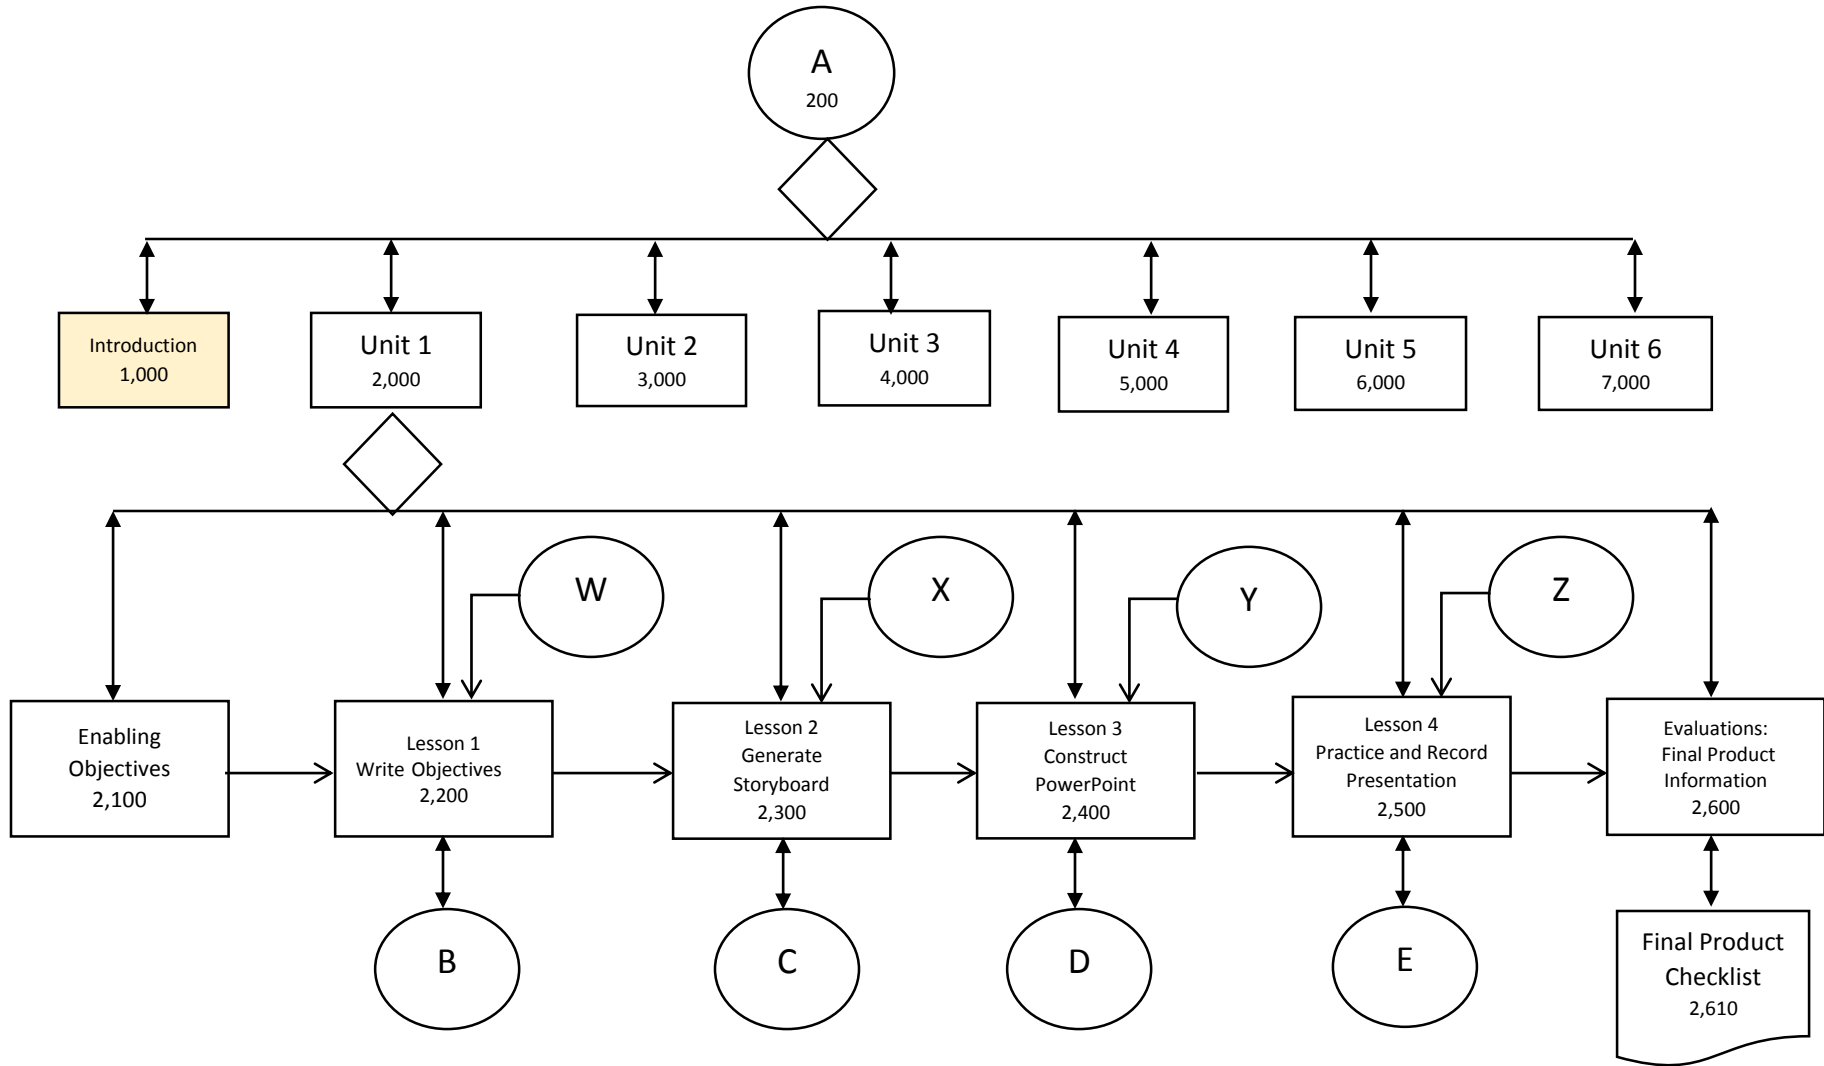 A
200
Introduction
1,000
Unit 1
2,000
Unit 2
3,000
Unit 3
4,000
Unit 4
5,000
Unit 5
6,000
Unit 6
7,000
W
X
Y
Z
Enabling
Objectives
2,100
Lesson 1
Write Objectives
2,200
Lesson 2
Generate
Storyboard
2,300
Lesson 3
Construct
PowerPoint
2,400
Lesson 4
Practice and Record
Presentation
2,500
Evaluations:
Final Product
Information
2,600
B
C
D
E
Final Product
Checklist
2,610